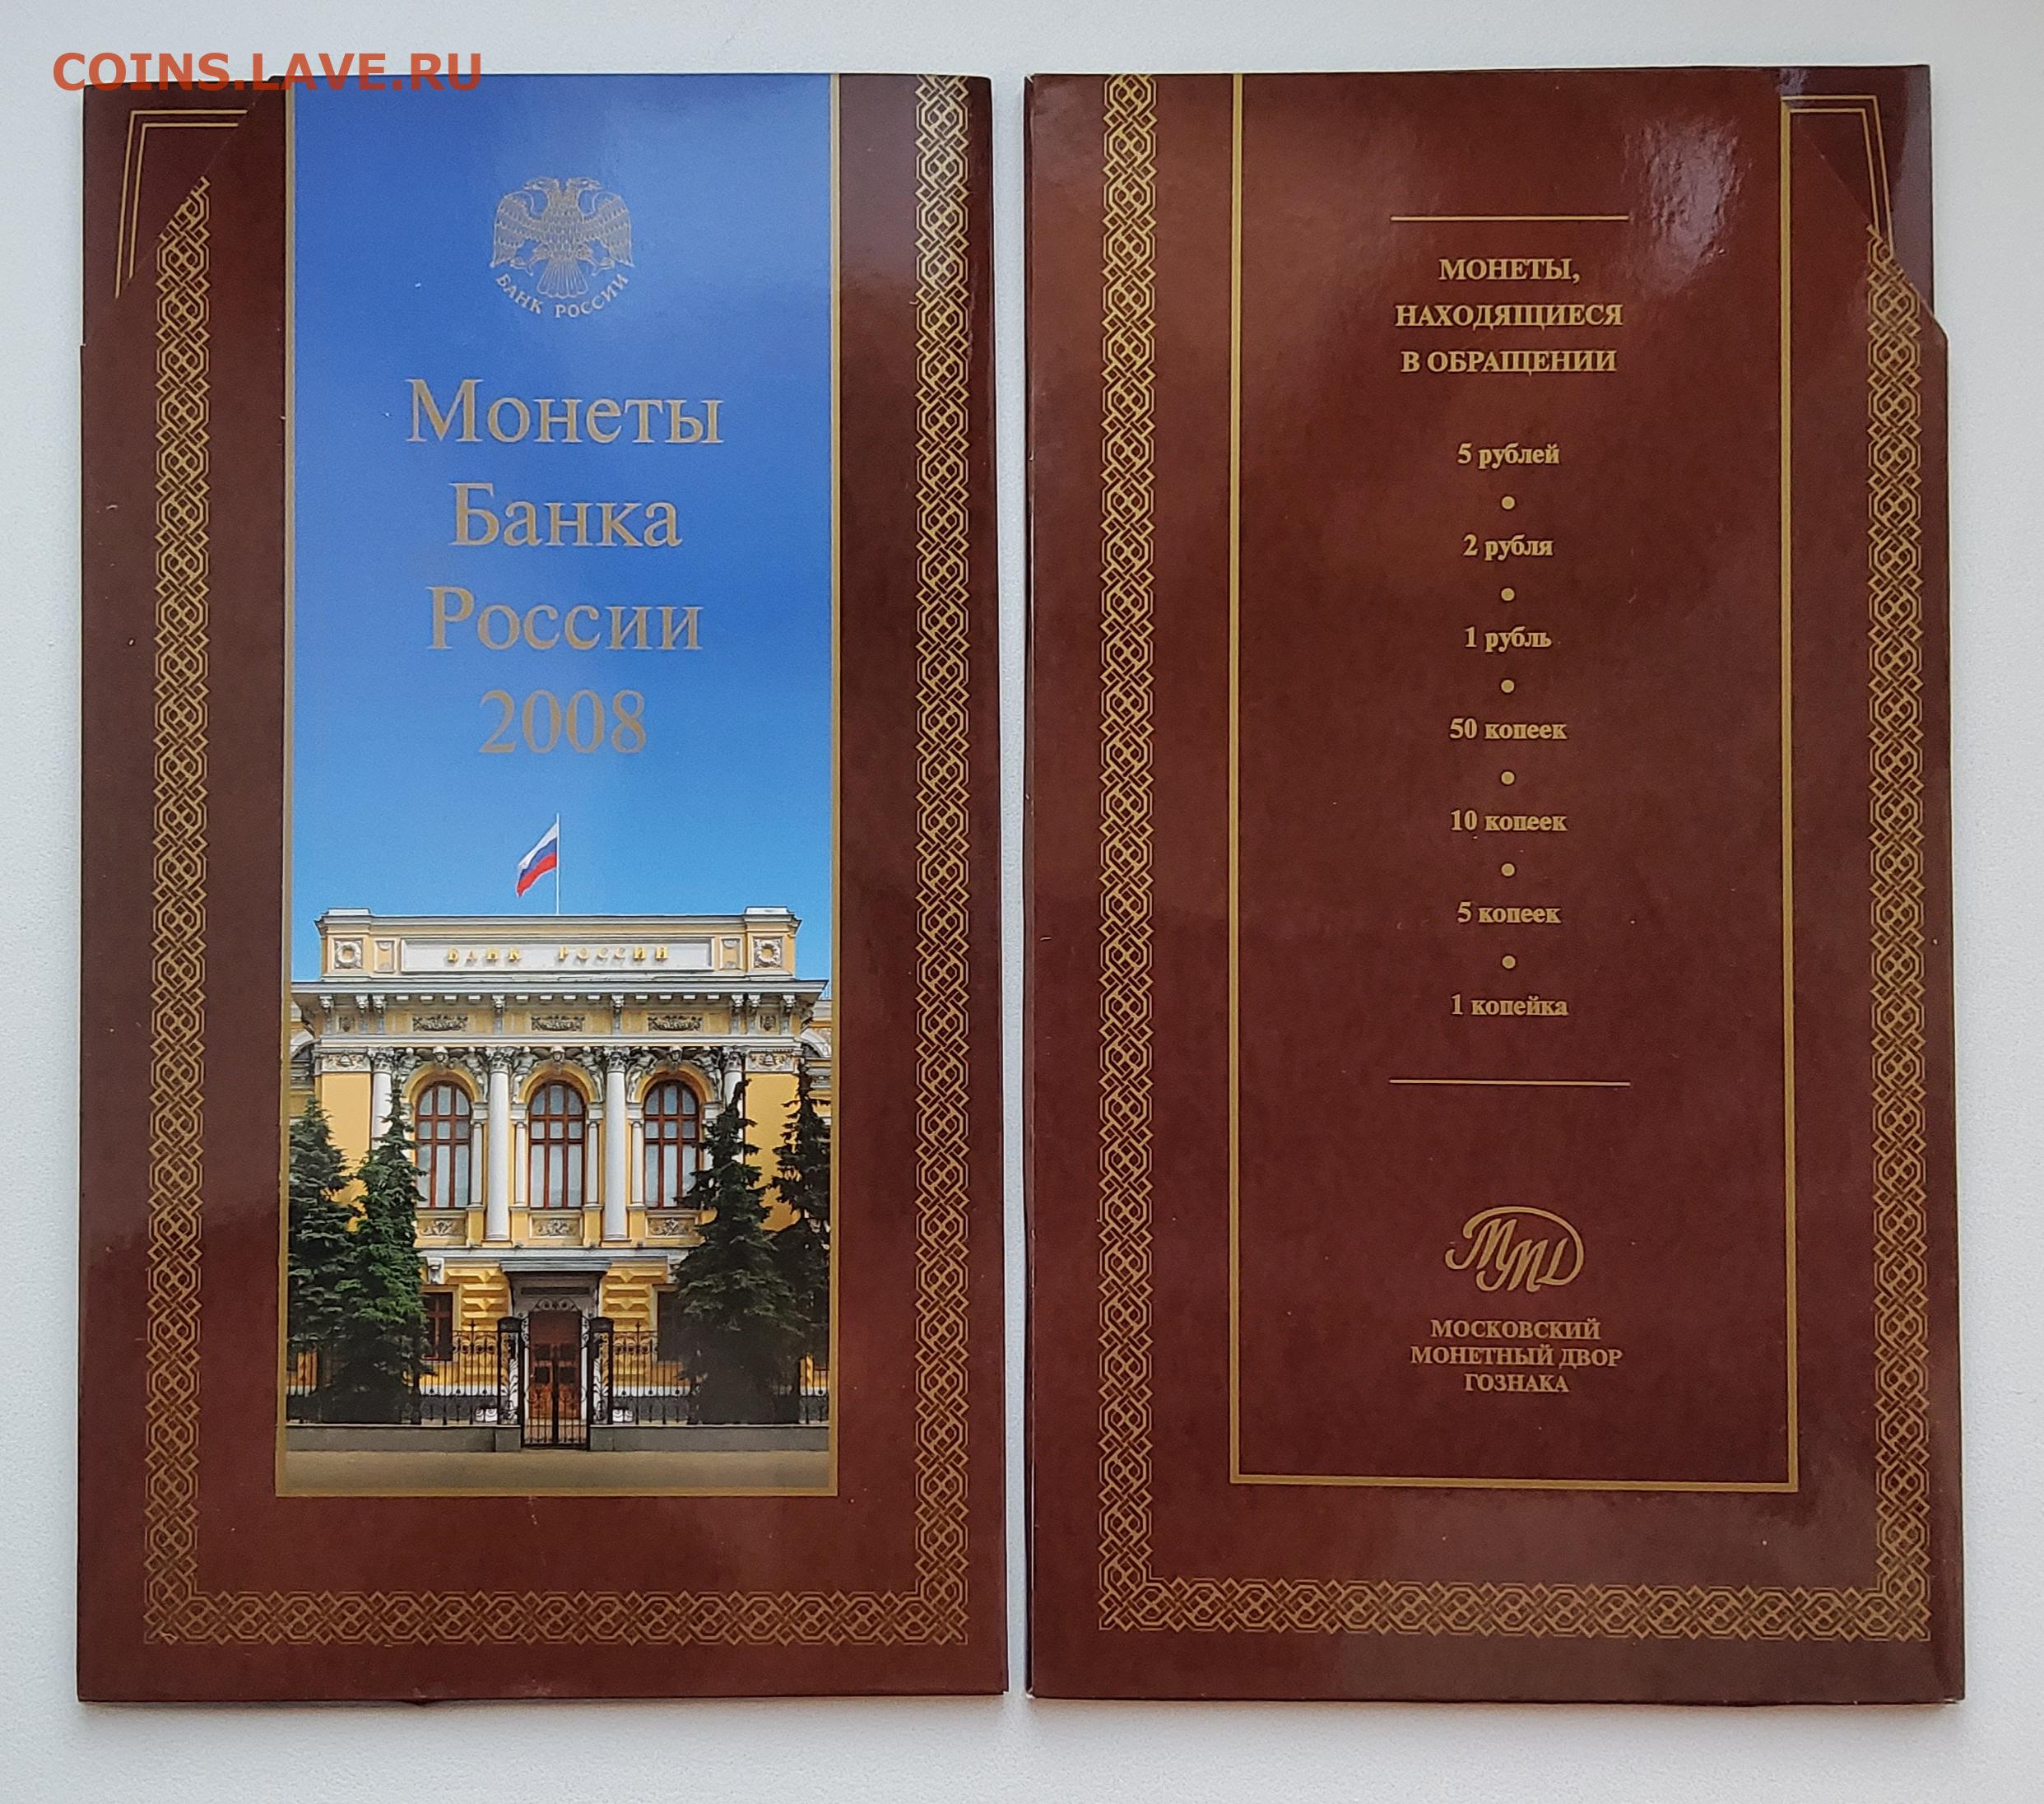 COINS.LAVE.RU
БАНК РОССИИ
Монеты
Банка
России
2008
БАНК РОССИИ
МОНЕТЫ,
НАХОДЯЩИЕСЯ
В ОБРАЩЕНИИ
5 рублей
•
2 рубля
•
1 рубль
•
50 копеек
•
10 копеек
•
5 копеек
•
1 копейка
ММД
МОСКОВСКИЙ
МОНЕТНЫЙ ДВОР
ГОЗНАКА